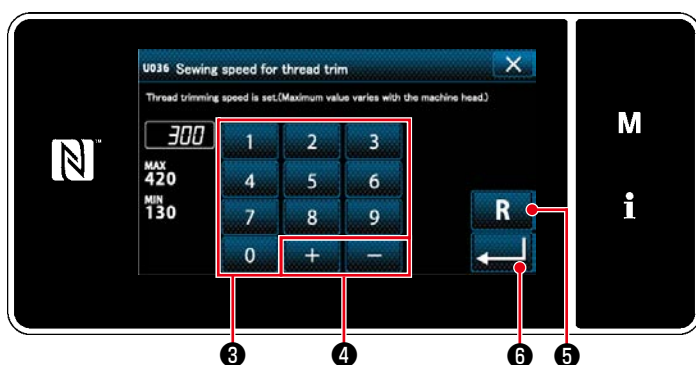 U036 Sewing speed for thread trim
Thread trimming speed is set.(Maximum value varies with the machine head.)
300
MAX
420
MIN
130
1 2 3
4 5 6
7 8 9
0 + −
R
N™
M
i
❸ ❹ ❻ ❺